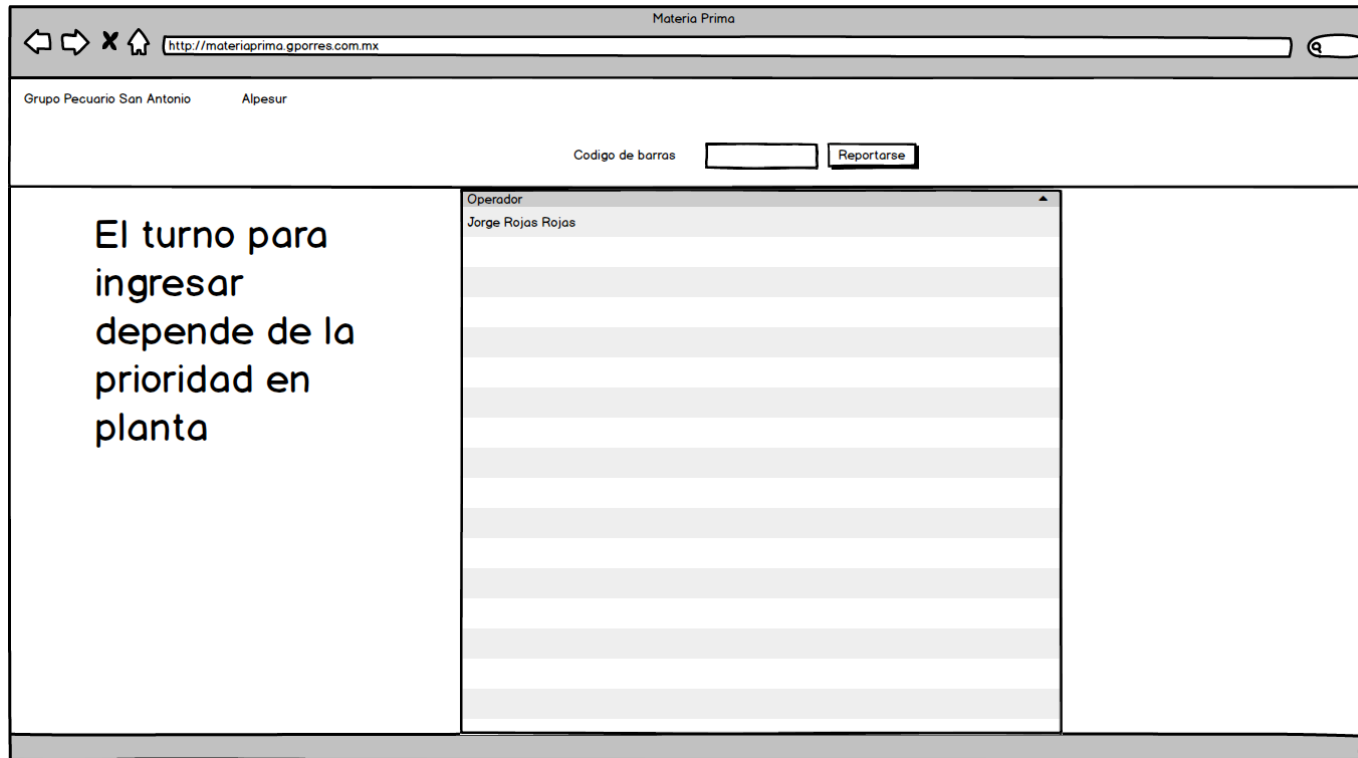 Materia Prima
http://materiaprima.gporres.com.mx
Grupo Pecuario San Antonio Alpesur
Codigo de barras Reportarse
Operador
Jorge Rojas Rojas
El turno para
ingresar
depende de la
prioridad en
planta